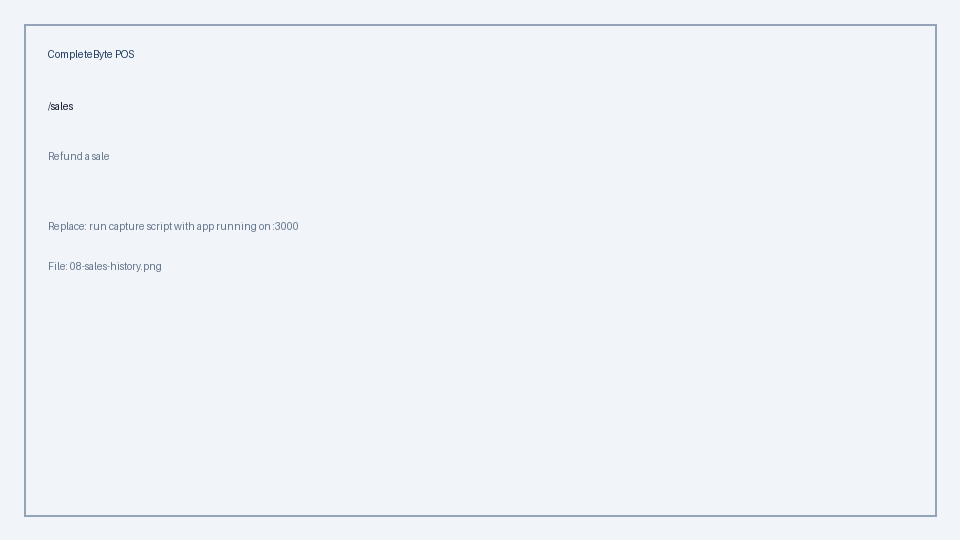 CompleteByte POS
/sales
Refund a sale
Replace: run capture script with app running on :3000
File: 08-sales-history.png